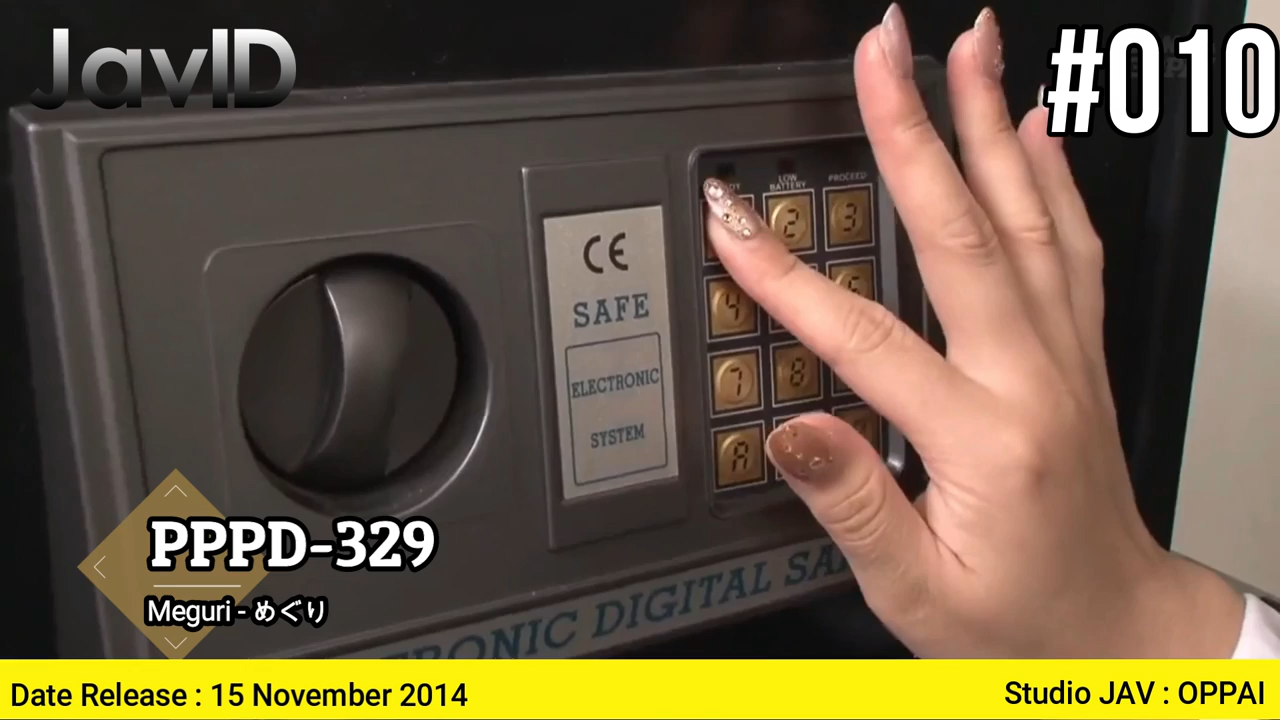 JavID
#010
LOW
BATTERY
PROCEED
2
3
4
7
8
A
CE
SAFE
ELECTRONIC
SYSTEM
PPPD-329
Meguri - めぐり
RONIC DIGITAL SA
Date Release : 15 November 2014
Studio JAV : OPPAI